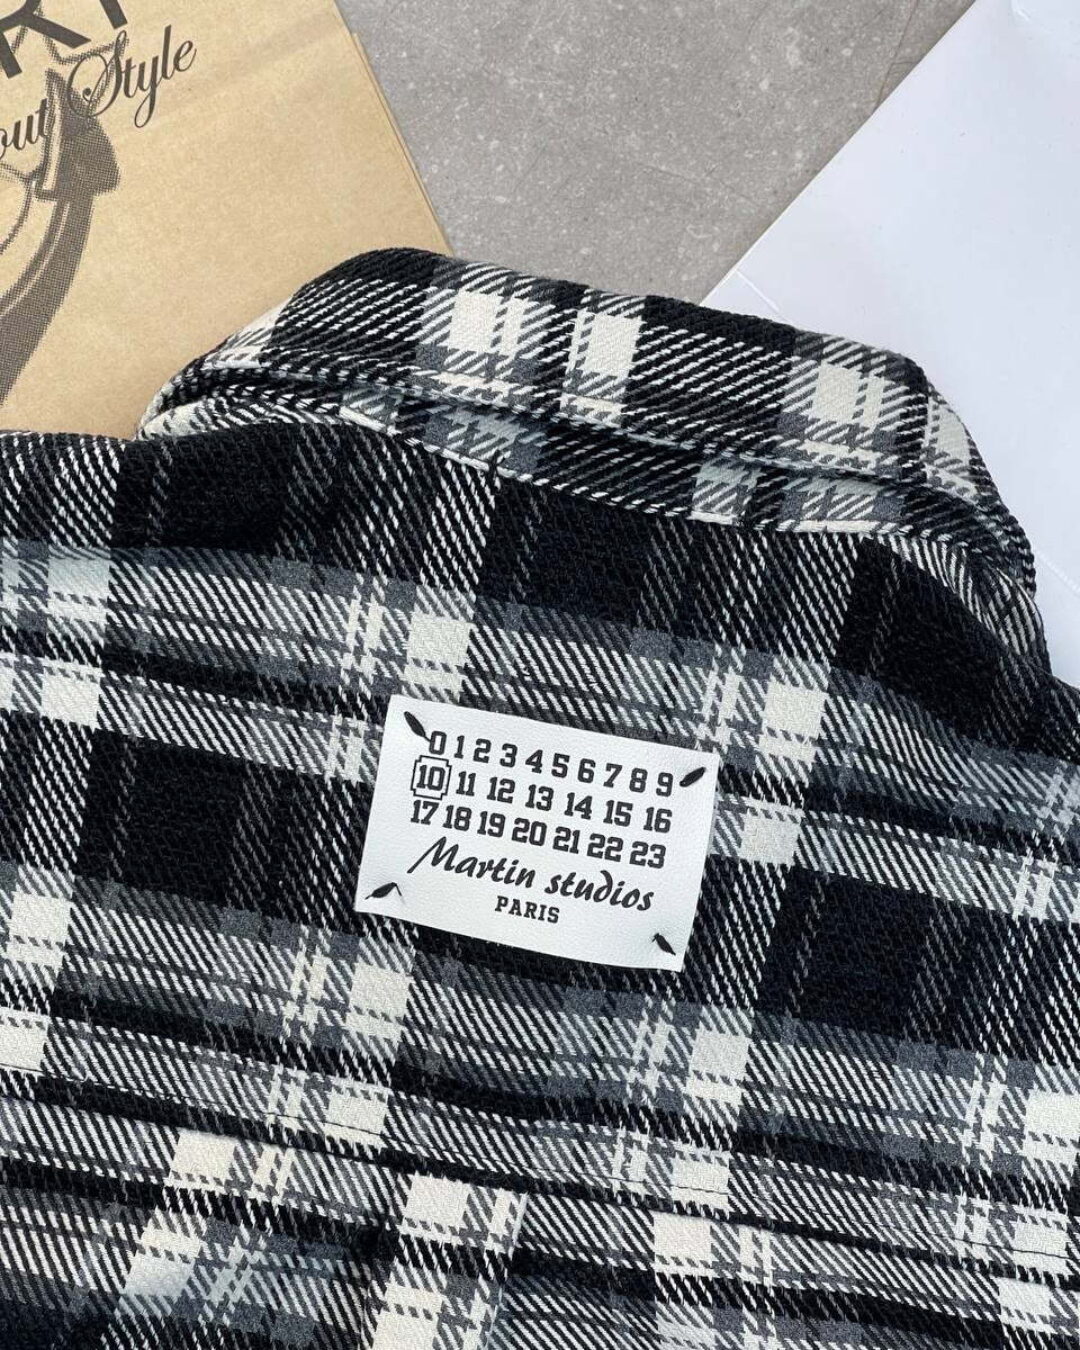 Style
0 1 2 3 4 5 6 7 8 9
10 11 12 13 14 15 16
17 18 19 20 21 22 23
Martin studios
PARIS